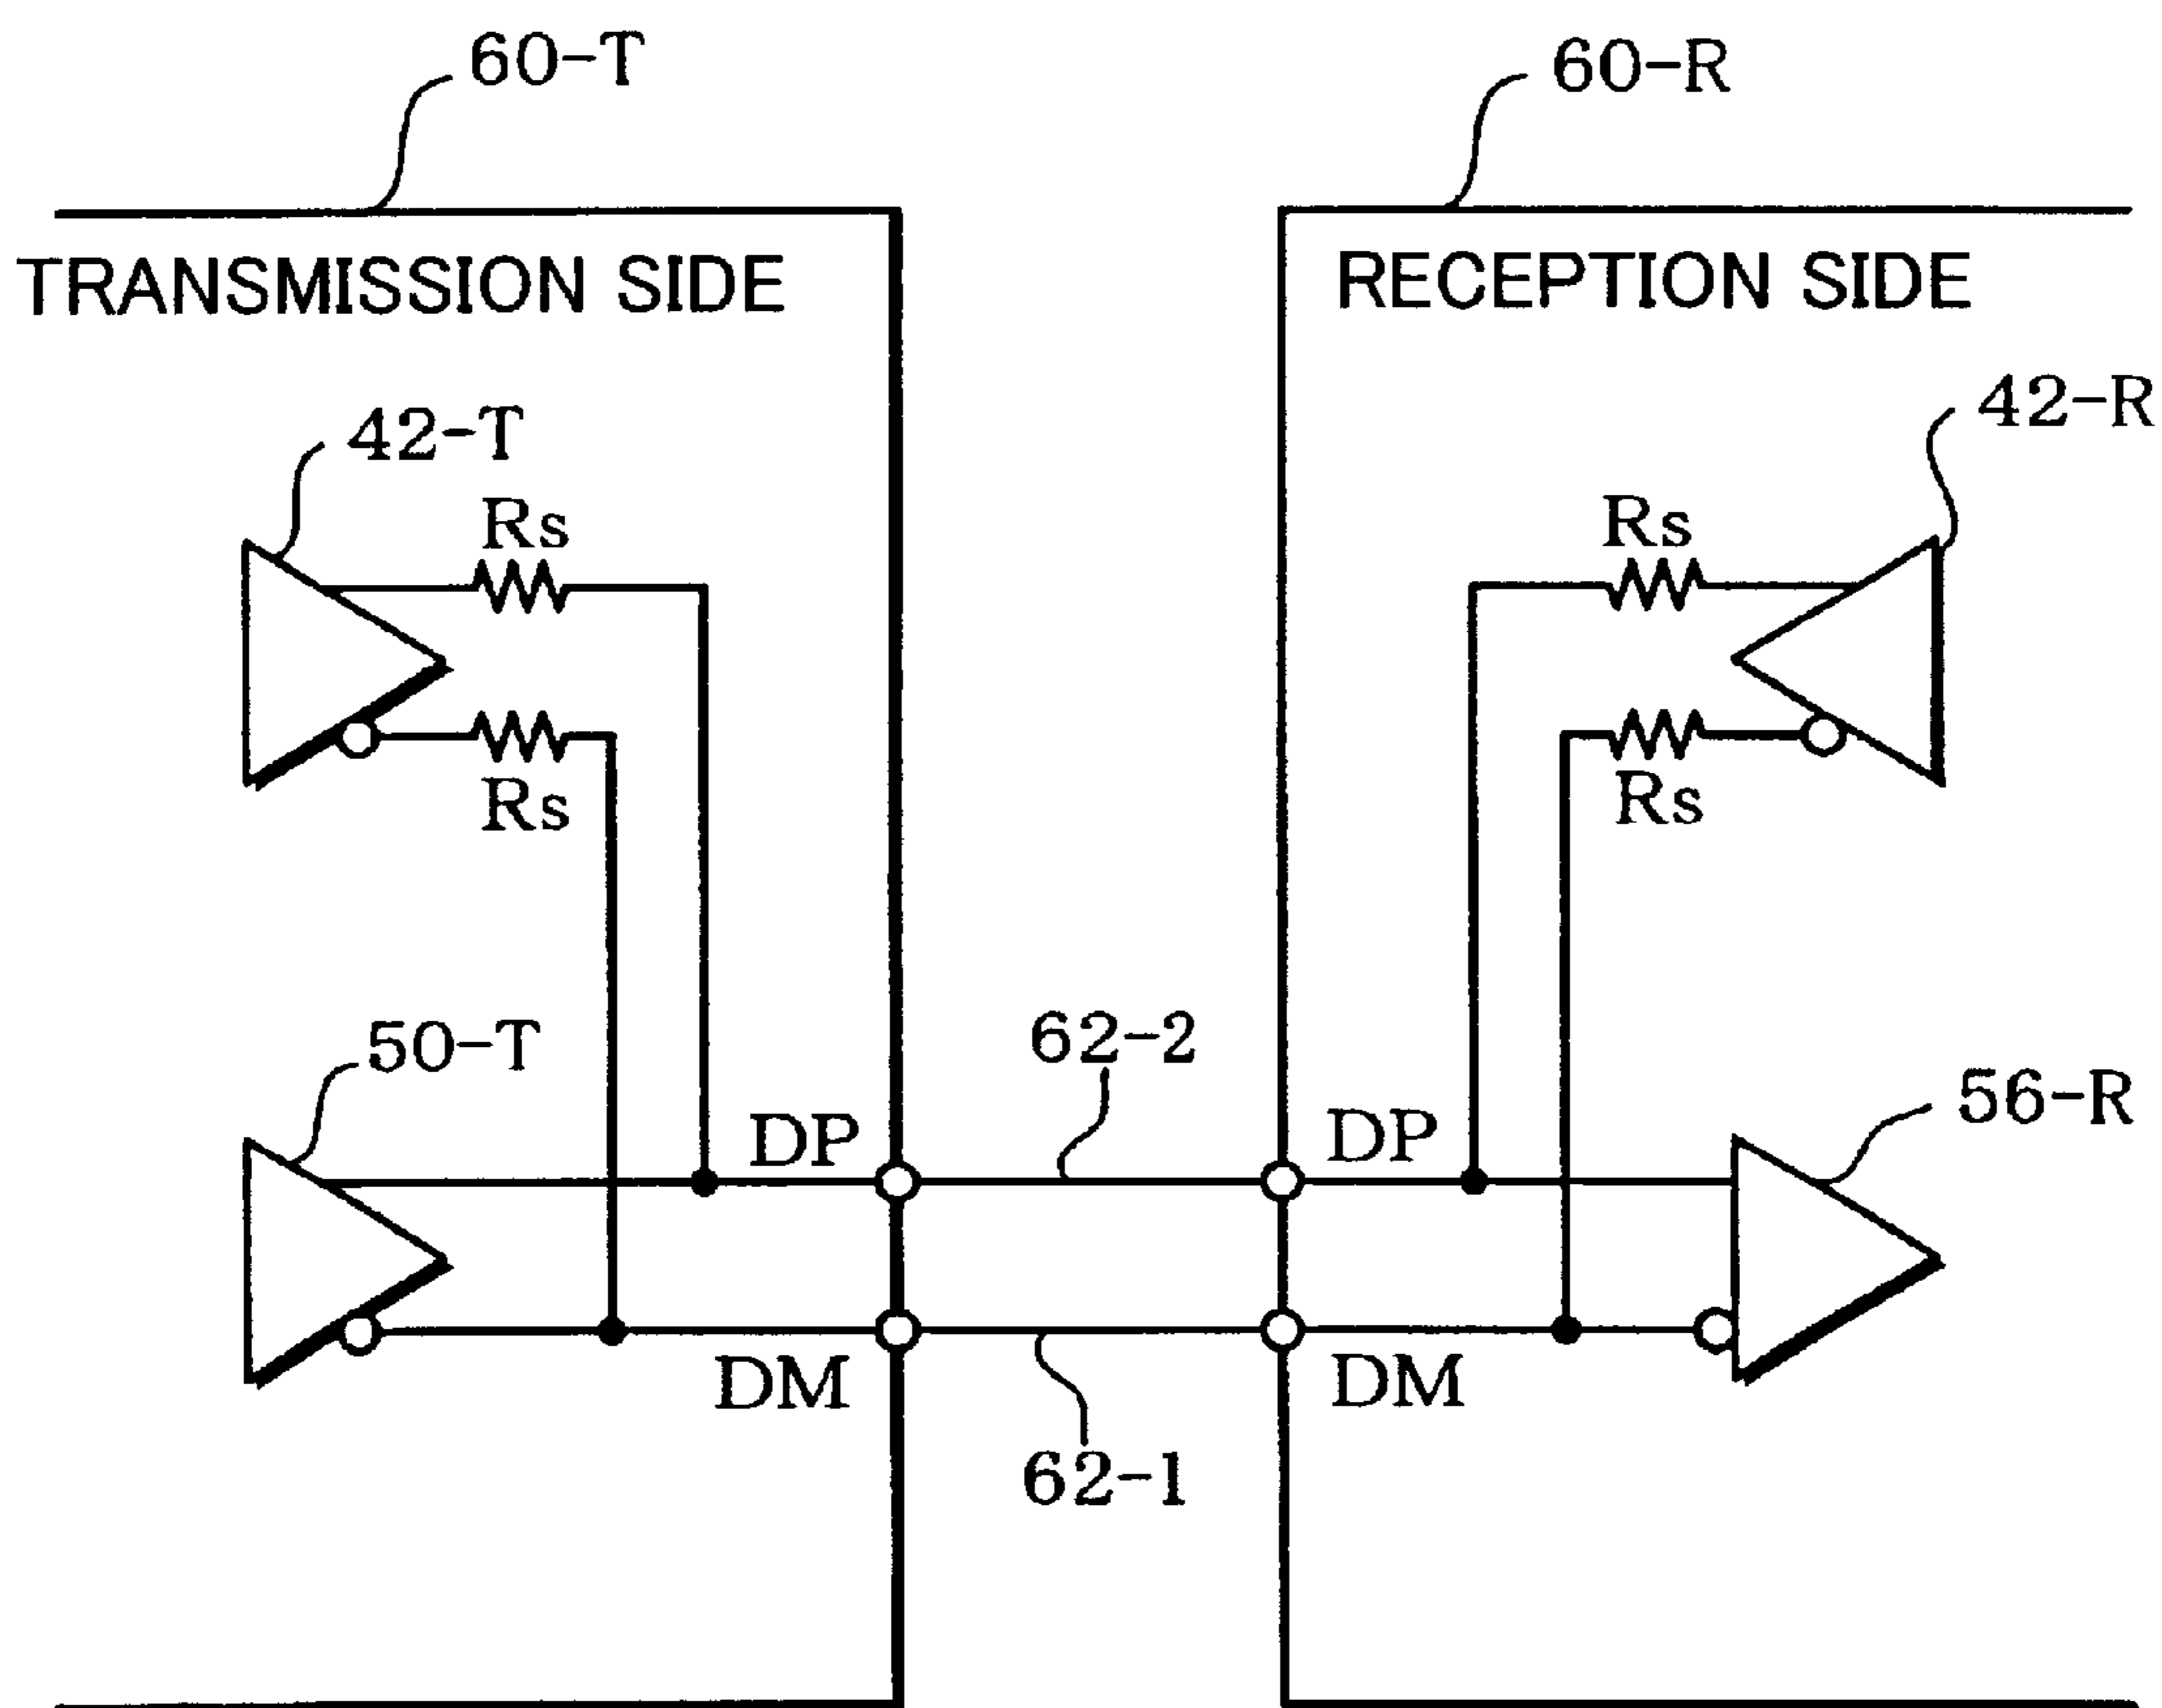 60-T
60-R
TRANSMISSION SIDE
RECEPTION SIDE
42-T
42-R
Rs
Rs
Rs
Rs
50-T
62-2
56-R
DP
DP
DM
DM
62-1